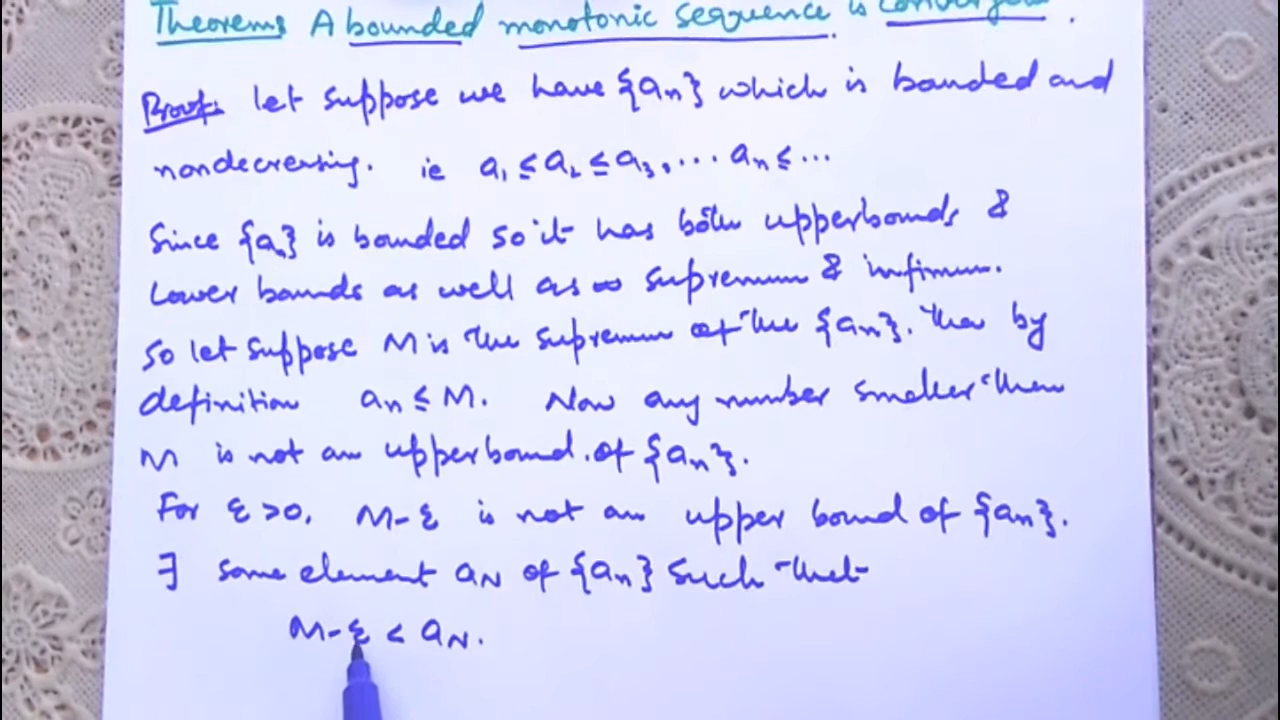 Theorems A bounded monotonic sequence is convergent.
Proof: let suppose we have {an} which is bounded and
nondecreasing. ie a₁ ≤ a₂ ≤ a₃, ... aₙ ≤ ...
Since {aₙ} is bounded so it has both upperbounds &
Lower bounds as well as supremum & infimum.
So let suppose M is the supremum of the {aₙ}. then by
definition aₙ ≤ M. Now any number smaller than
M is not an upperbound. of {aₙ}.
For ε > 0, M-ε is not an upper bound of {aₙ}.
∃ some element a_N of {aₙ} such that
M-ε < a_N.